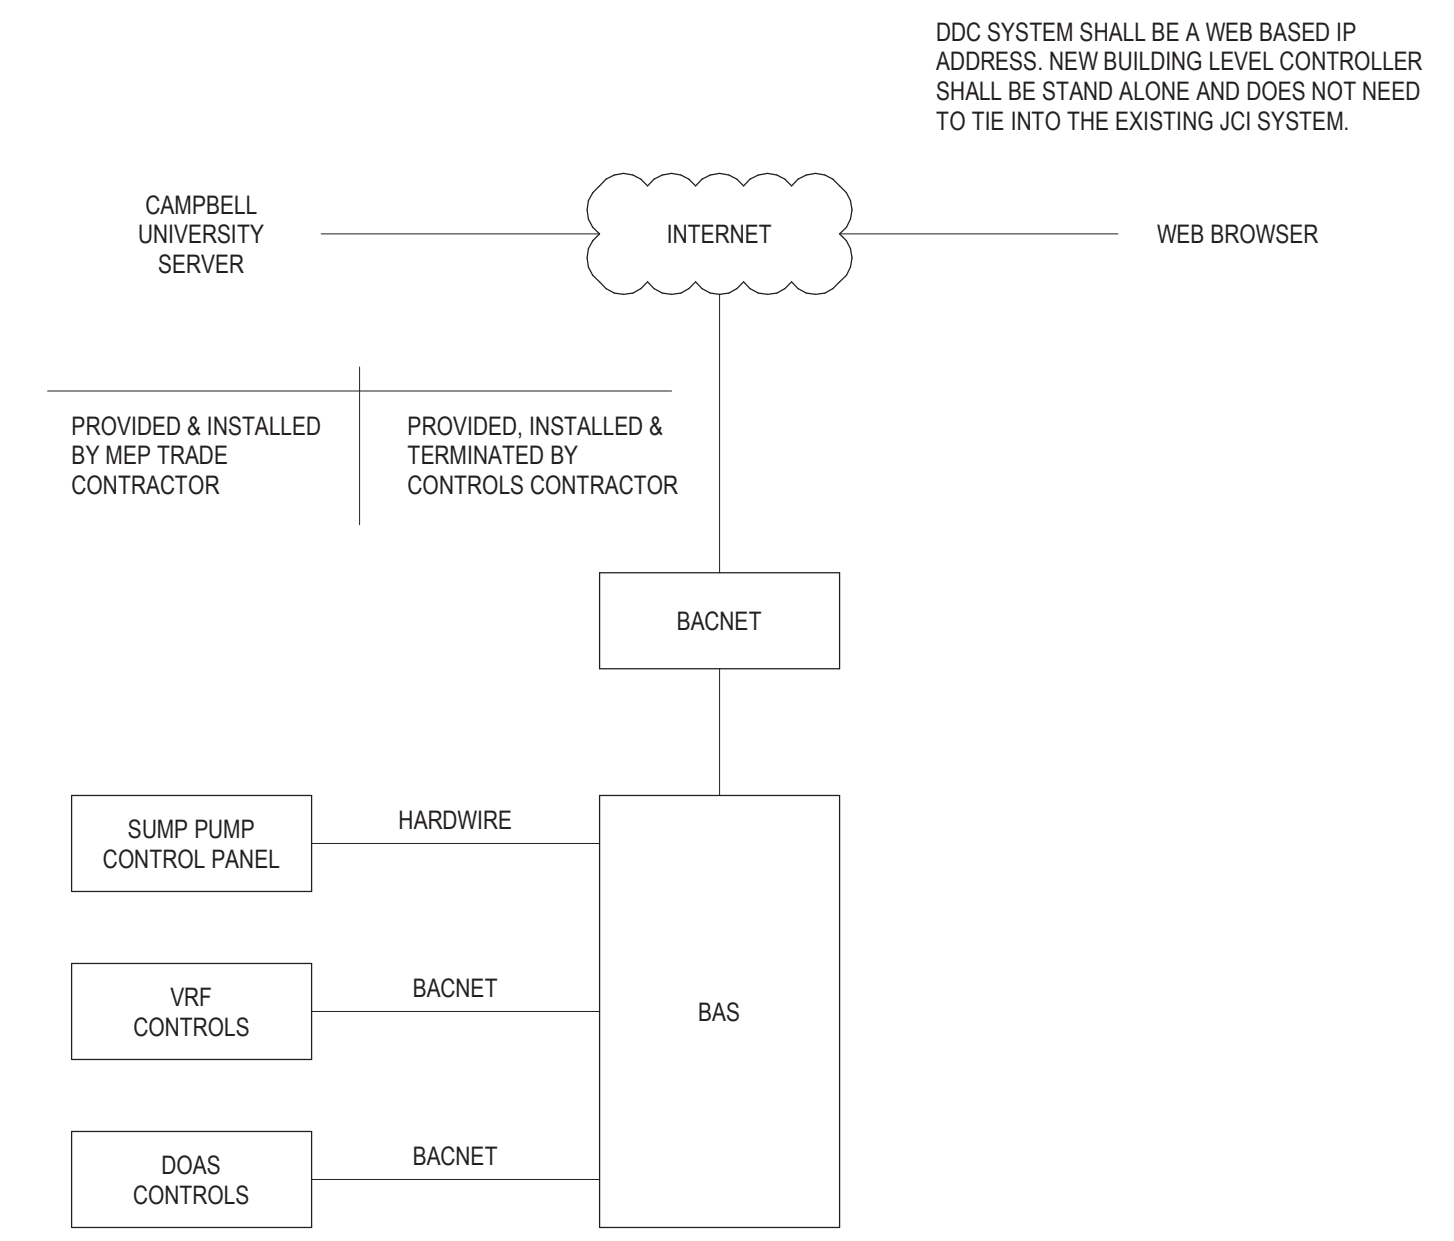 DDC SYSTEM SHALL BE A WEB BASED IP
ADDRESS. NEW BUILDING LEVEL CONTROLLER
SHALL BE STAND ALONE AND DOES NOT NEED
TO TIE INTO THE EXISTING JCI SYSTEM.
CAMPBELL
UNIVERSITY
SERVER
INTERNET
WEB BROWSER
PROVIDED & INSTALLED
BY MEP TRADE
CONTRACTOR
PROVIDED, INSTALLED &
TERMINATED BY
CONTROLS CONTRACTOR
BACNET
SUMP PUMP
CONTROL PANEL
HARDWIRE
VRF
CONTROLS
BACNET
BAS
DOAS
CONTROLS
BACNET